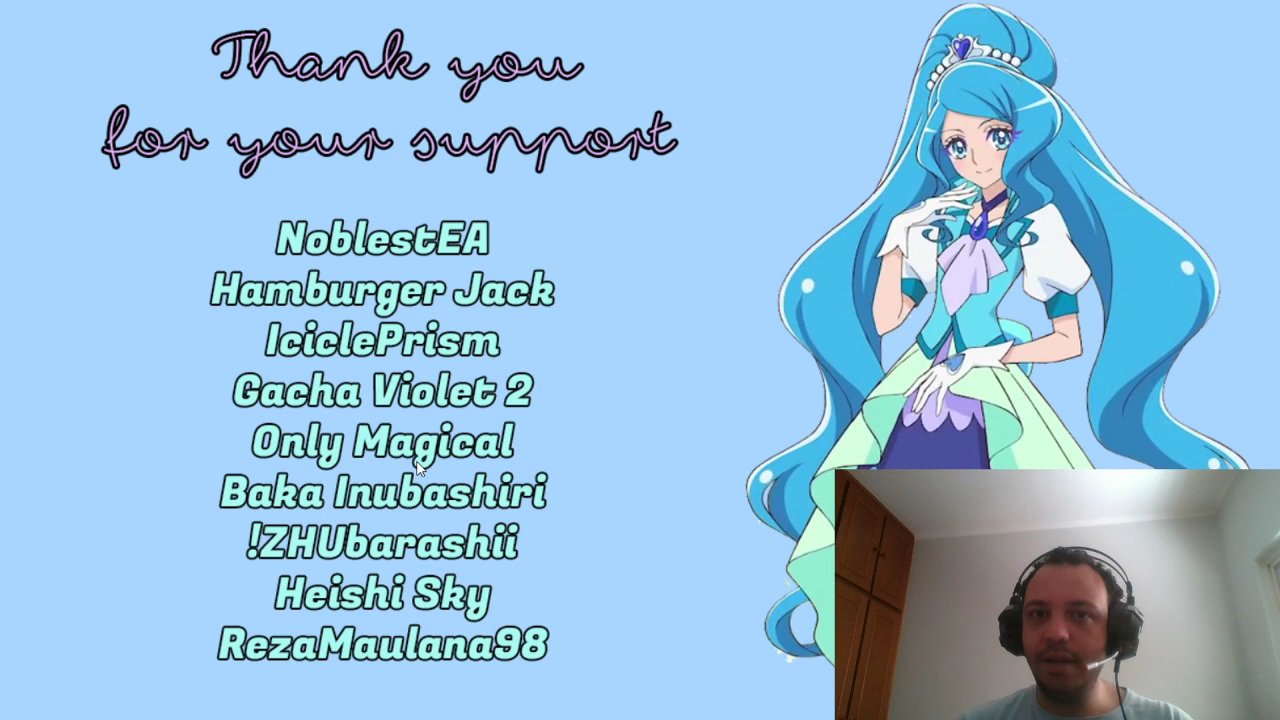 Thank you
for your support
NoblestEA
Hamburger Jack
IciclePrism
Gacha Violet 2
Only Magical
Baka Inubashiri
!ZHUbarashii
Heishi Sky
RezaMaulana98